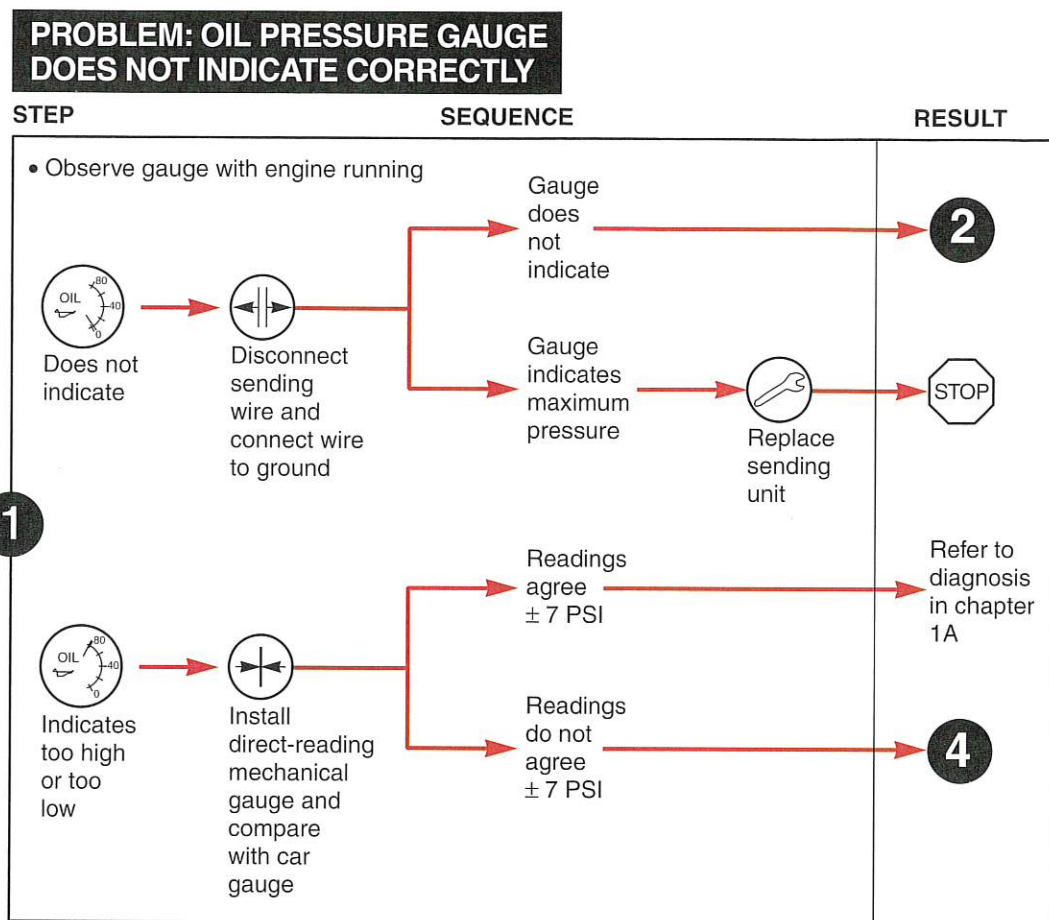 PROBLEM: OIL PRESSURE GAUGE
DOES NOT INDICATE CORRECTLY
STEP
SEQUENCE
RESULT
• Observe gauge with engine running
OIL
80
40
0
Does not
indicate
Disconnect
sending
wire and
connect wire
to ground
Gauge
does
not
indicate
2
Gauge
indicates
maximum
pressure
Replace
sending
unit
STOP
1
OIL
80
40
0
Indicates
too high
or too
low
Install
direct-reading
mechanical
gauge and
compare
with car
gauge
Readings
agree
± 7 PSI
Refer to
diagnosis
in chapter
1A
Readings
do not
agree
± 7 PSI
4